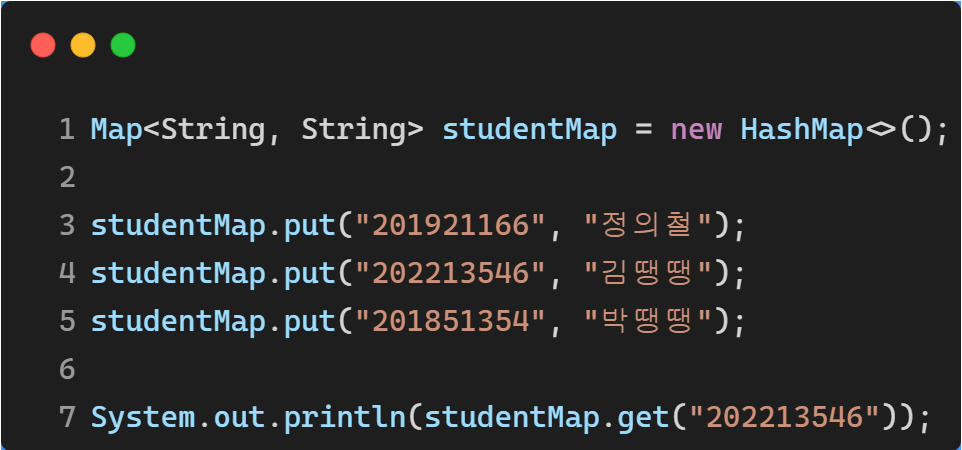 1 Map<String, String> studentMap = new HashMap<>();
2
3 studentMap.put("201921166", "정의철");
4 studentMap.put("202213546", "김땡땡");
5 studentMap.put("201851354", "박땡땡");
6
7 System.out.println(studentMap.get("202213546"));